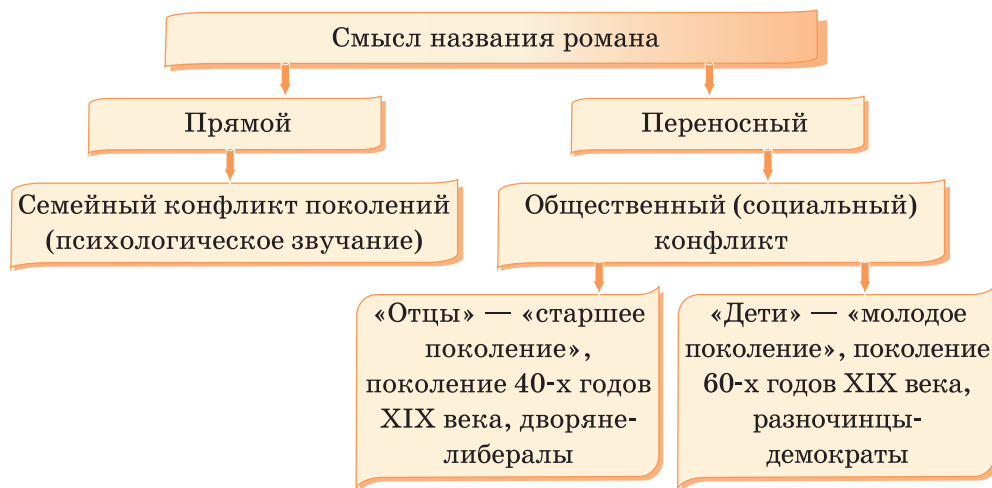 Смысл названия романа
Прямой
Переносный
Семейный конфликт поколений
(психологическое звучание)
Общественный (социальный)
конфликт
«Отцы» — «старшее
поколение»,
поколение 40-х годов
XIX века, дворяне-
либералы
«Дети» — «молодое
поколение», поколение
60-х годов XIX века,
разночинцы-
демократы